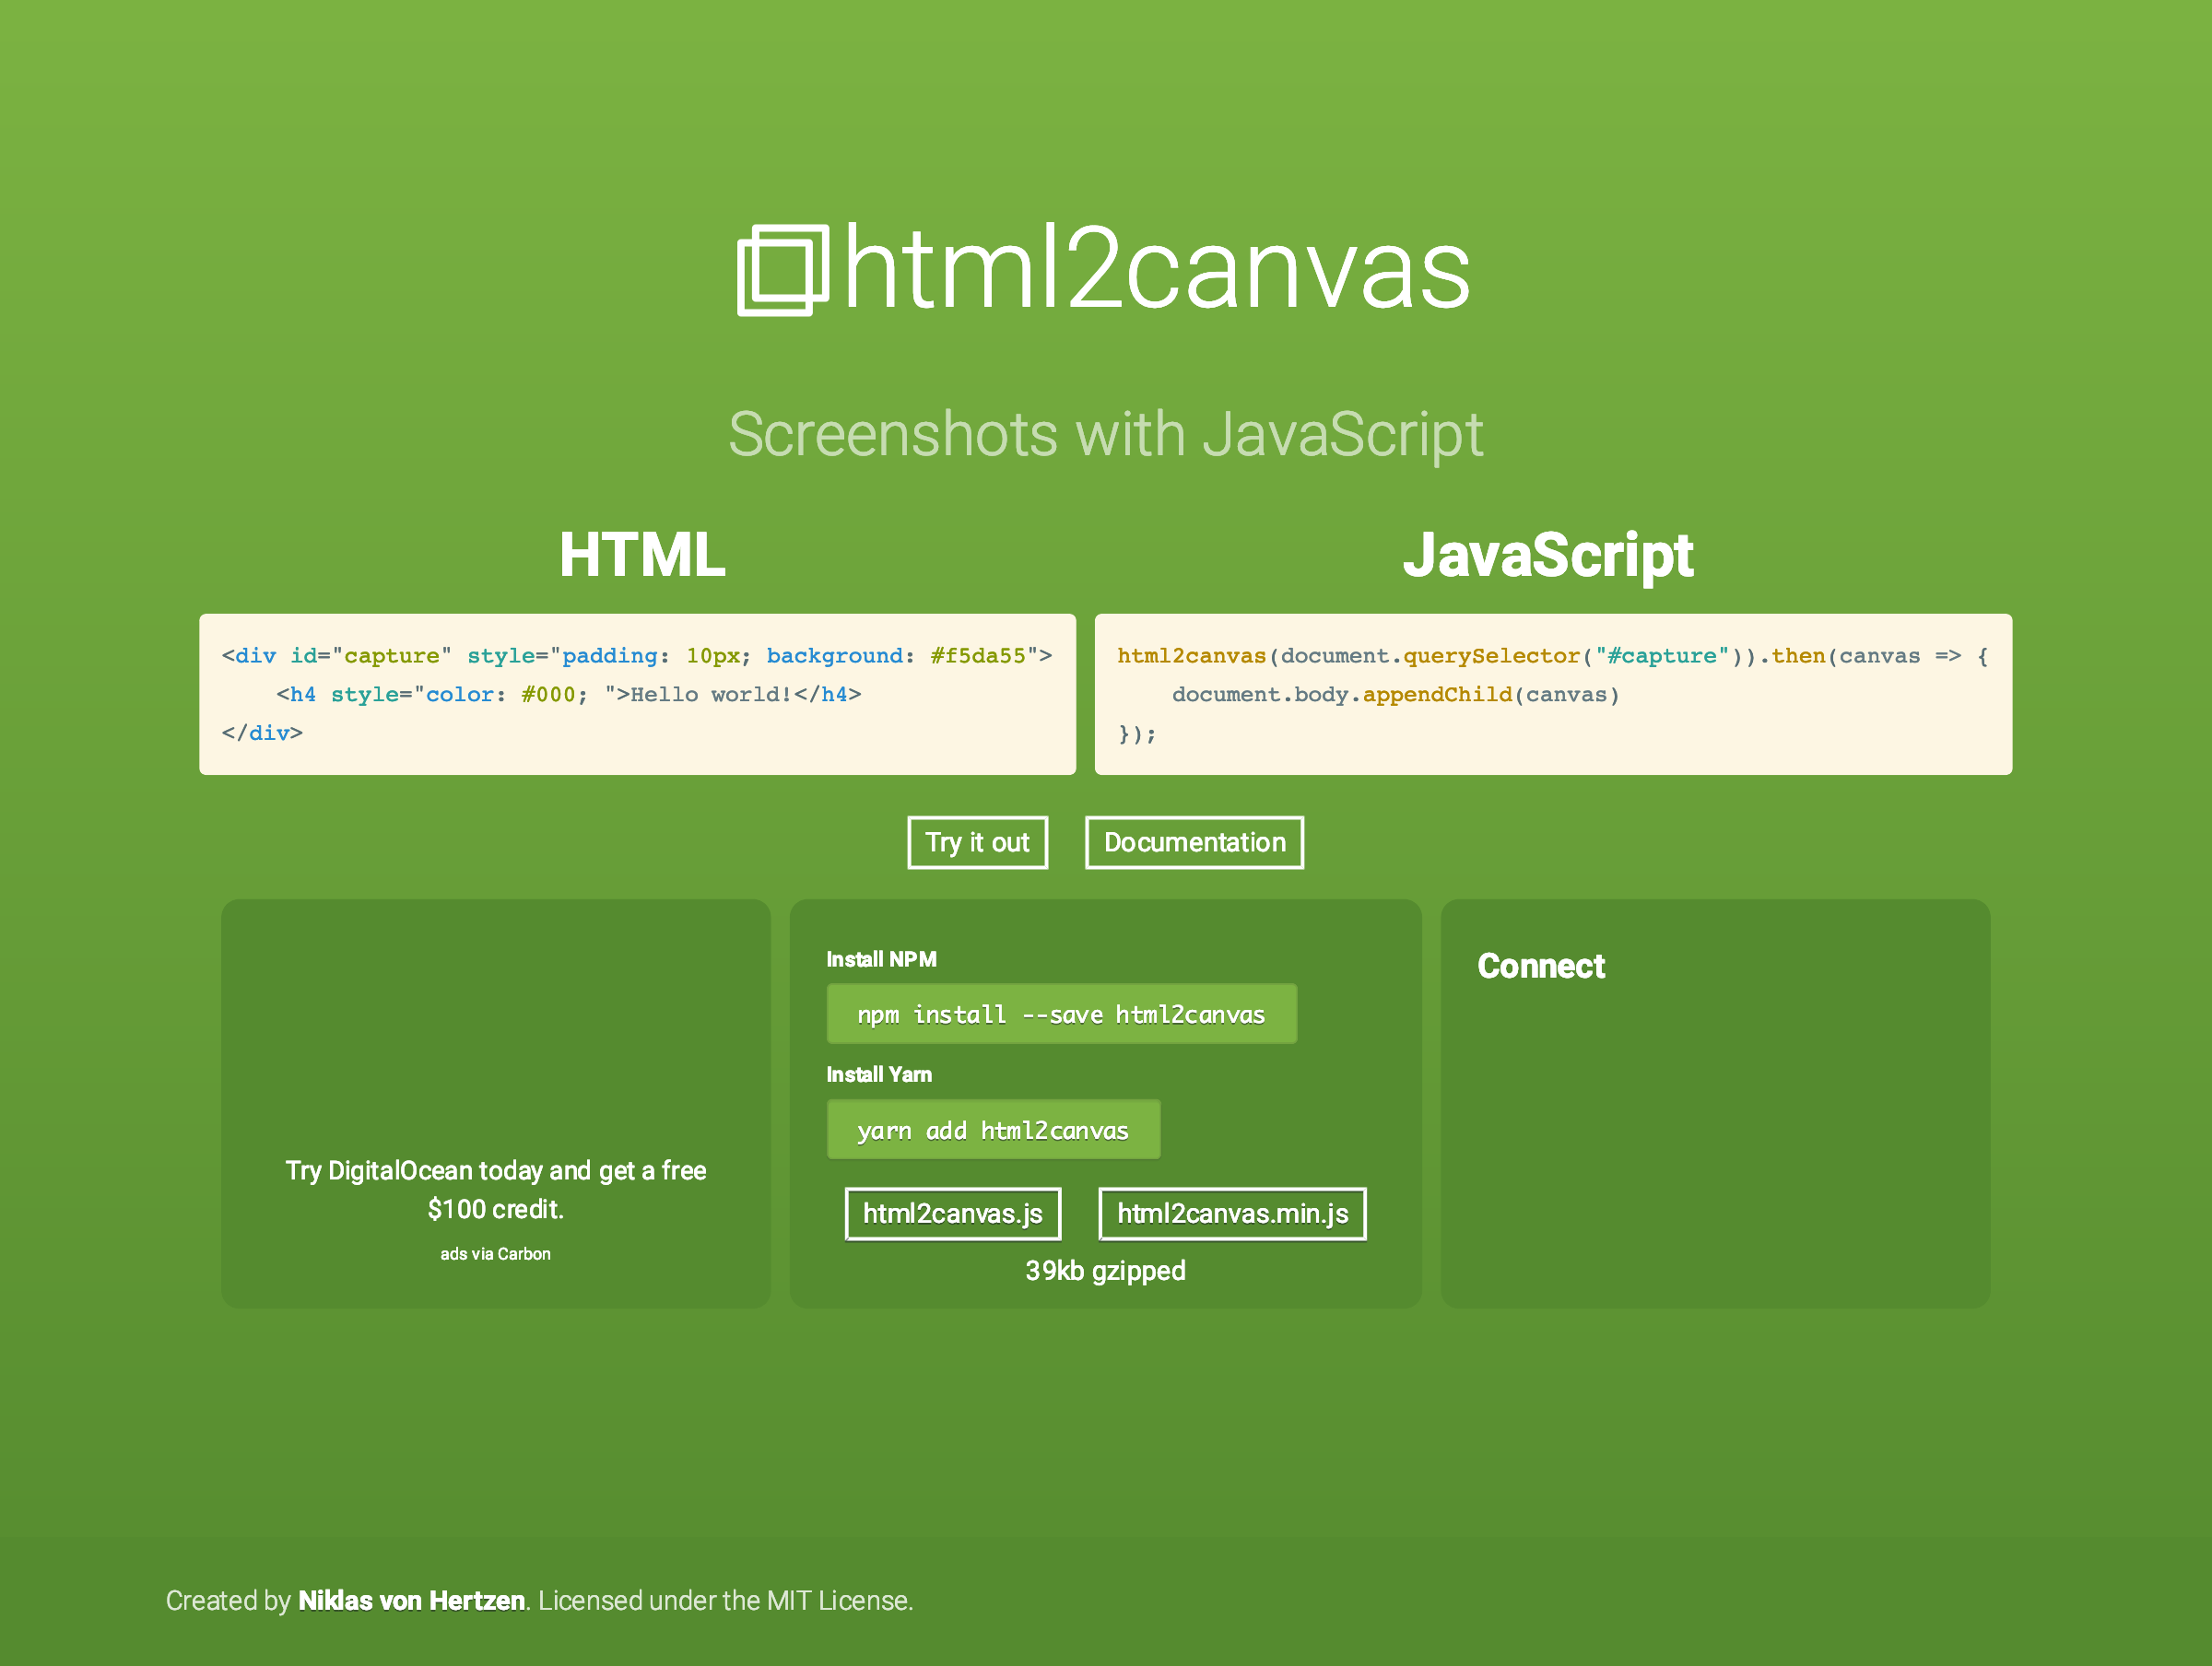 html2canvas
Screenshots with JavaScript
HTML
<div id="capture" style="padding: 10px; background: #f5da55">
    <h4 style="color: #000; ">Hello world!</h4>
</div>
JavaScript
html2canvas(document.querySelector("#capture")).then(canvas => {
    document.body.appendChild(canvas)
});
Try it out
Documentation
Try DigitalOcean today and get a free
$100 credit.
ads via Carbon
Install NPM
npm install --save html2canvas
Install Yarn
yarn add html2canvas
html2canvas.js
html2canvas.min.js
39kb gzipped
Connect
Created by Niklas von Hertzen. Licensed under the MIT License.